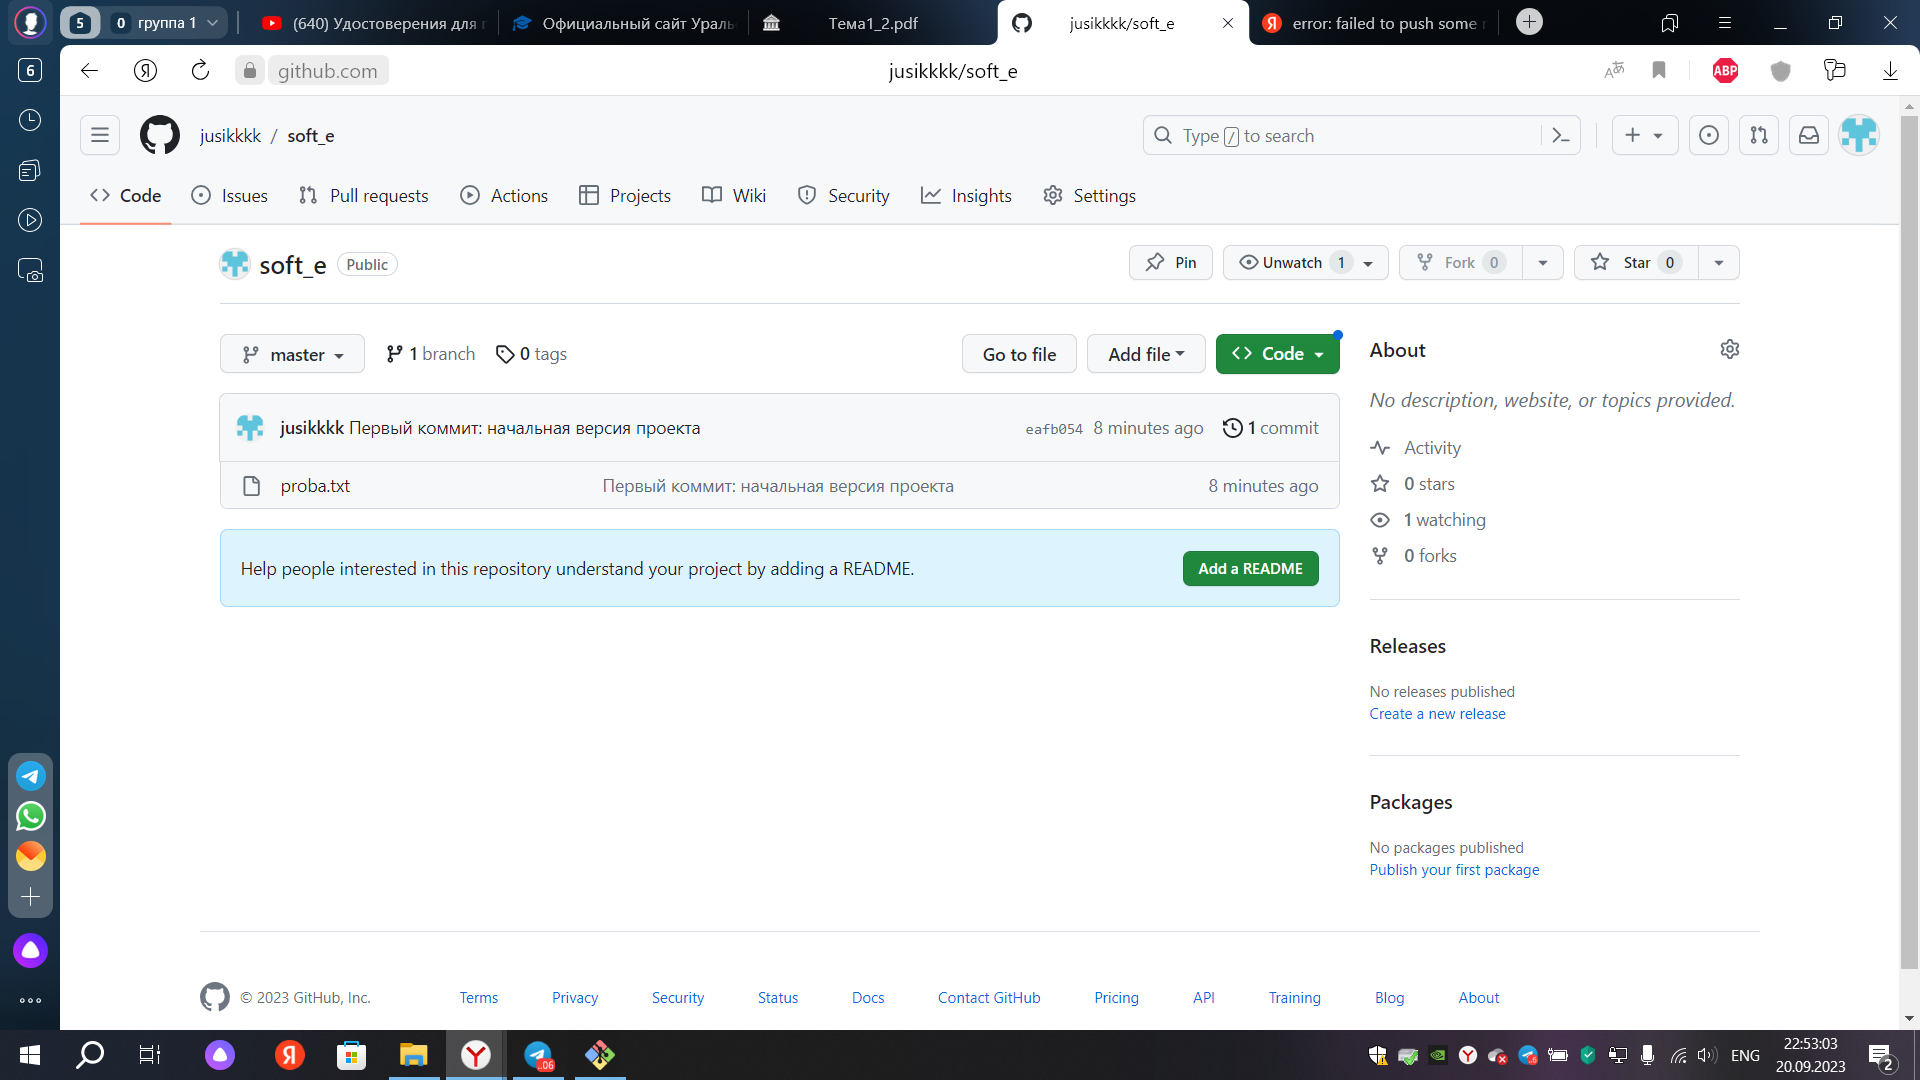 5
0 группа 1
(640) Удостоверения для п
Официальный сайт Ураль
Тема1_2.pdf
jusikkkk/soft_e
error: failed to push some r
6
github.com
jusikkkk/soft_e
ABP
jusikkkk / soft_e
Type / to search
Code
Issues
Pull requests
Actions
Projects
Wiki
Security
Insights
Settings
soft_e Public
Pin
Unwatch 1
Fork 0
Star 0
master
1 branch
0 tags
Go to file
Add file
Code
jusikkkk Первый коммит: начальная версия проекта
eafb054 8 minutes ago
1 commit
proba.txt
Первый коммит: начальная версия проекта
8 minutes ago
Help people interested in this repository understand your project by adding a README.
Add a README
About
No description, website, or topics provided.
Activity
0 stars
1 watching
0 forks
Releases
No releases published
Create a new release
Packages
No packages published
Publish your first package
© 2023 GitHub, Inc.
Terms
Privacy
Security
Status
Docs
Contact GitHub
Pricing
API
Training
Blog
About
ENG
22:53:03
20.09.2023
2